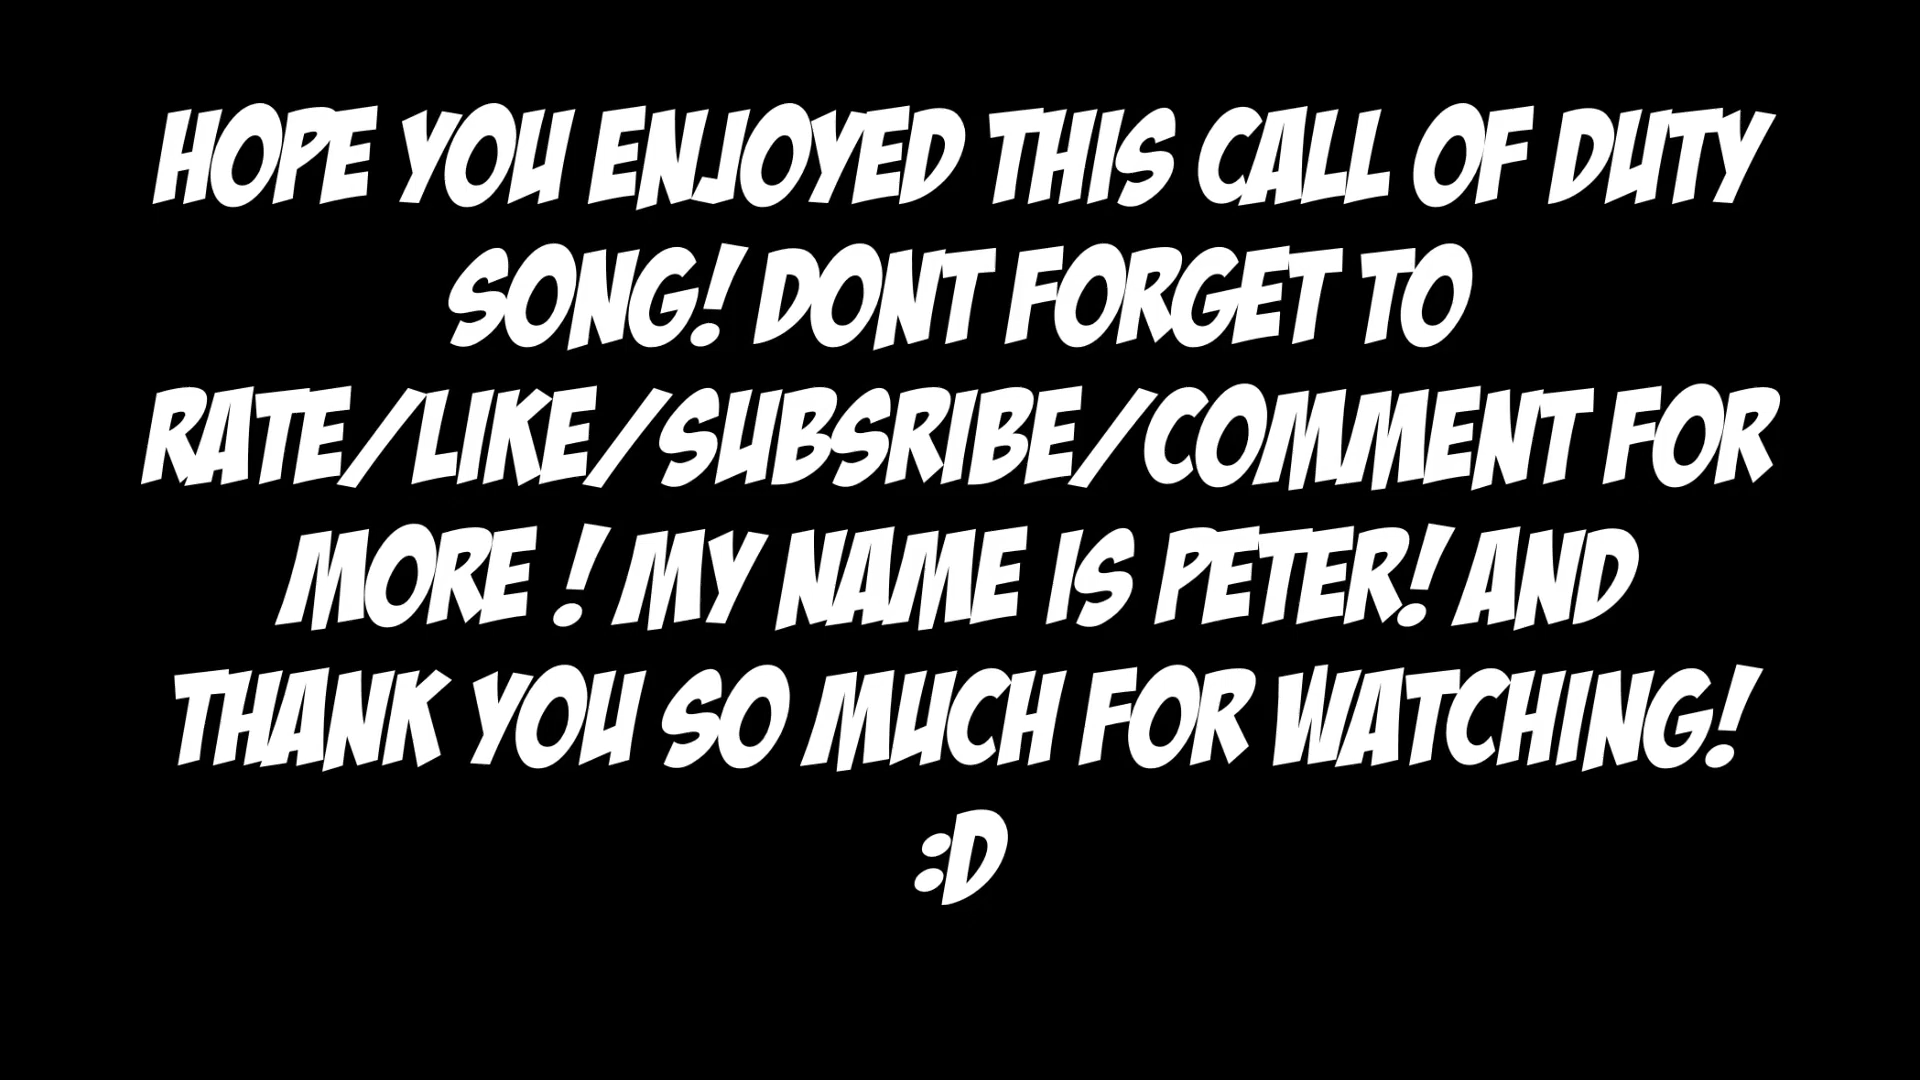 HOPE YOU ENJOYED THIS CALL OF DUTY
SONG! DONT FORGET TO
RATE/LIKE/SUBSRIBE/COMMENT FOR
MORE ! MY NAME IS PETER! AND
THANK YOU SO MUCH FOR WATCHING!
:D